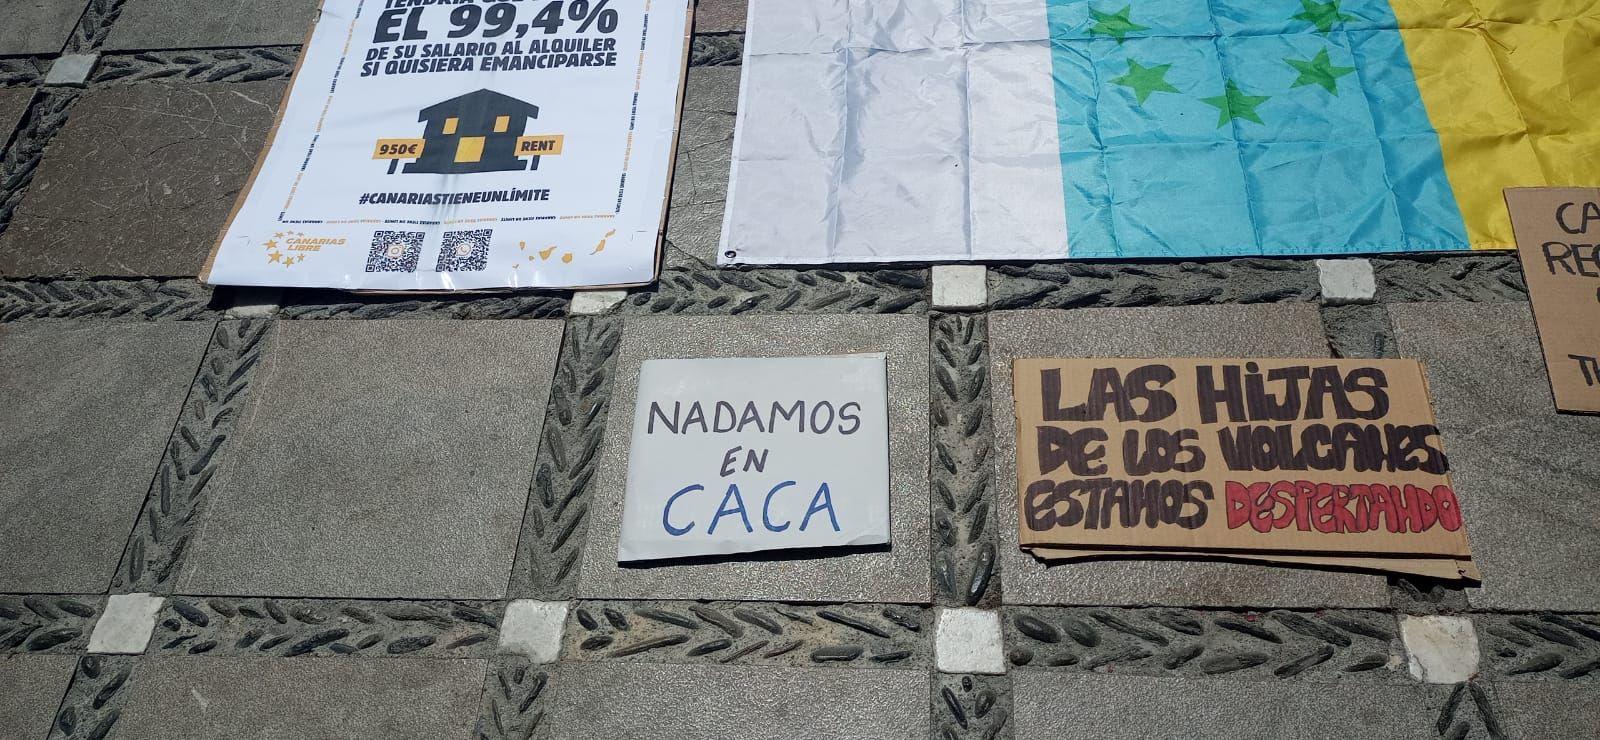 EL 99,4%
DE SU SALARIO AL ALQUILER
SI QUISIERA EMANCIPARSE
950€
RENT
#CANARIASTIENEUNLÍMITE
CANARIAS
LIBRE
NADAMOS
EN
CACA
LAS HIJAS
DE LOS VOLCANES
ESTAMOS DESPERTANDO
CA